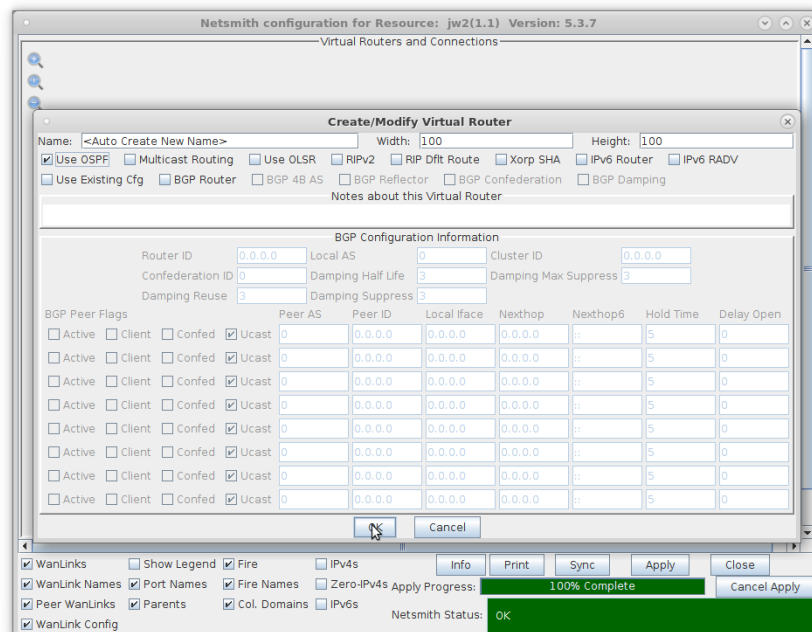 Netsmith configuration for Resource:  jw2(1.1)  Version: 5.3.7
Virtual Routers and Connections
Create/Modify Virtual Router
Name: <Auto Create New Name> Width: 100 Height: 100
Use OSPF Multicast Routing Use OLSR RIPv2 RIP Dflt Route Xorp SHA IPv6 Router IPv6 RADV
Use Existing Cfg BGP Router BGP 4B AS BGP Reflector BGP Confederation BGP Damping
Notes about this Virtual Router
BGP Configuration Information
Router ID 0.0.0.0 Local AS 0 Cluster ID 0.0.0.0
Confederation ID 0 Damping Half Life 3 Damping Max Suppress 3
Damping Reuse 3 Damping Suppress 3
BGP Peer Flags Peer AS Peer ID Local Iface Nexthop Nexthop6 Hold Time Delay Open
Active Client Confed Ucast 0 0.0.0.0 0.0.0.0 0.0.0.0 :: 5 0
Active Client Confed Ucast 0 0.0.0.0 0.0.0.0 0.0.0.0 :: 5 0
Active Client Confed Ucast 0 0.0.0.0 0.0.0.0 0.0.0.0 :: 5 0
Active Client Confed Ucast 0 0.0.0.0 0.0.0.0 0.0.0.0 :: 5 0
Active Client Confed Ucast 0 0.0.0.0 0.0.0.0 0.0.0.0 :: 5 0
Active Client Confed Ucast 0 0.0.0.0 0.0.0.0 0.0.0.0 :: 5 0
Active Client Confed Ucast 0 0.0.0.0 0.0.0.0 0.0.0.0 :: 5 0
Active Client Confed Ucast 0 0.0.0.0 0.0.0.0 0.0.0.0 :: 5 0
OK Cancel
WanLinks Show Legend Fire IPv4s Info Print Sync Apply Close
WanLink Names Port Names Fire Names Zero-IPv4s Apply Progress: 100% Complete Cancel Apply
Peer WanLinks Parents Col. Domains IPv6s Netsmith Status: OK
WanLink Config